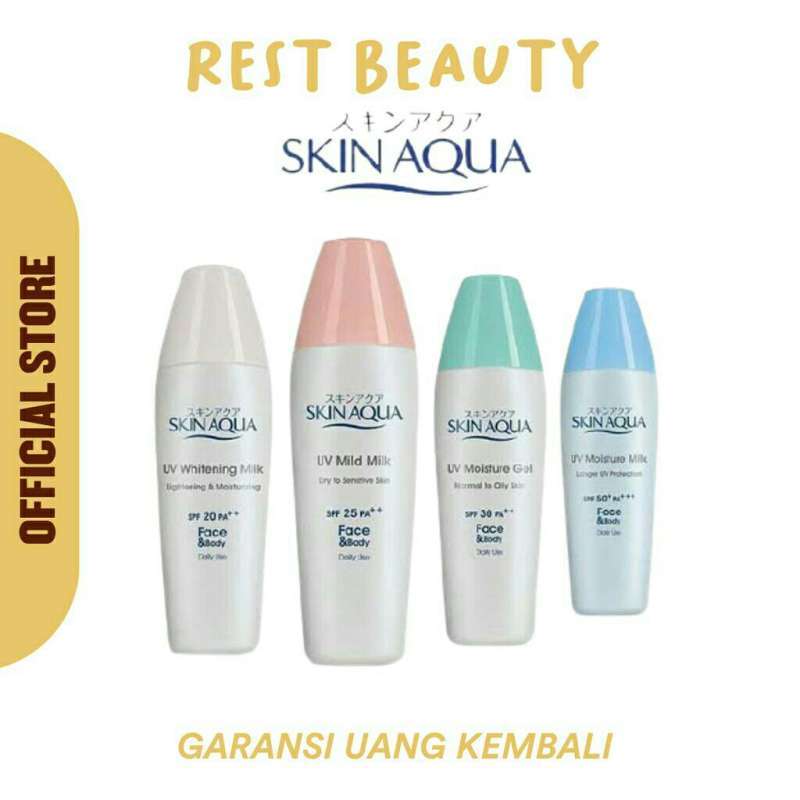 REST BEAUTY
スキンアクア
SKIN AQUA
OFFICIAL STORE
スキンアクア
SKIN AQUA
UV Whitening Milk
Lightening & Moisturizing
SPF 20 PA++
Face
&Body
Daily Use
スキンアクア
SKIN AQUA
UV Mild Milk
Dry to Sensitive Skin
SPF 25 PA++
Face
&Body
Daily Use
スキンアクア
SKIN AQUA
UV Moisture Gel
Normal to Oily Skin
SPF 30 PA++
Face
&Body
Daily Use
スキンアクア
SKIN AQUA
UV Moisture Milk
Longer UV Protection
SPF 50+ PA+++
Face
&Body
Daily Use
GARANSI UANG KEMBALI